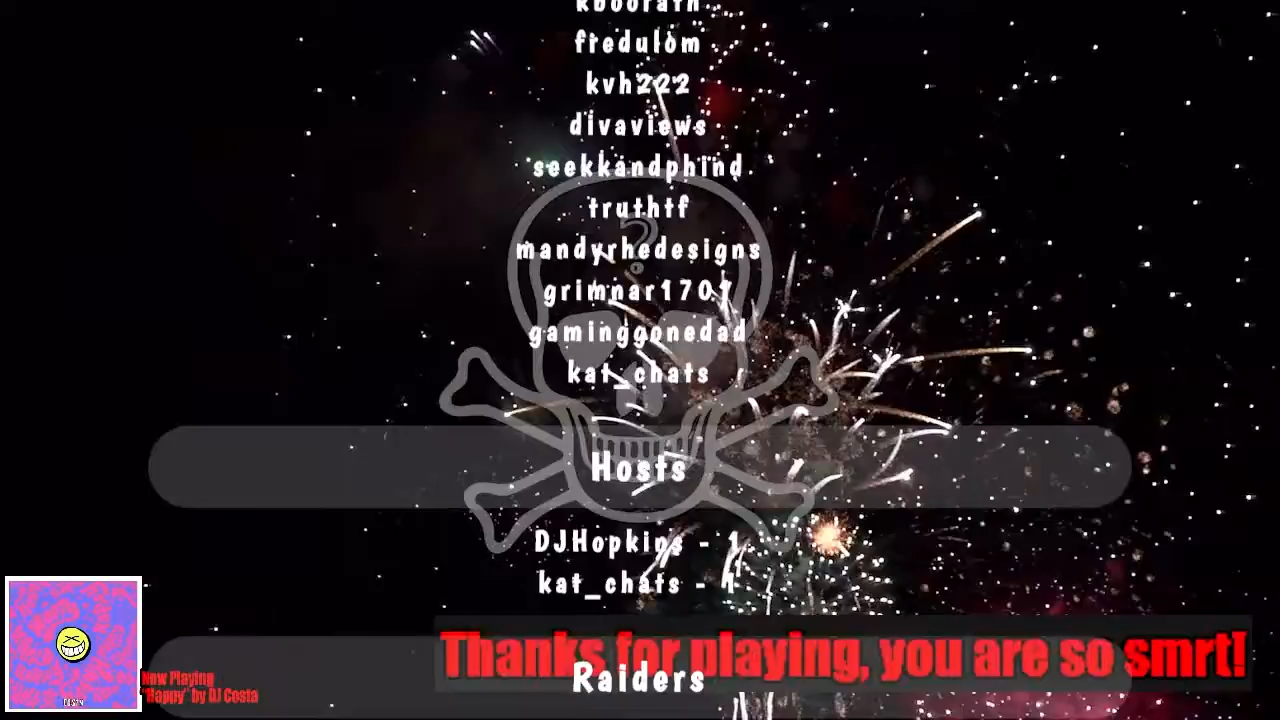 kboorath
fredulom
kvh222
divaviews
seekkandphind
truthtf
mandyrhedesigns
grimnar1701
gaminggonedad
kat_chats
Hosts
DJHopkins - 1
kat_chats - 1
Thanks for playing, you are so smrt!
Raiders
Now Playing
"Happy" by DJ Costa